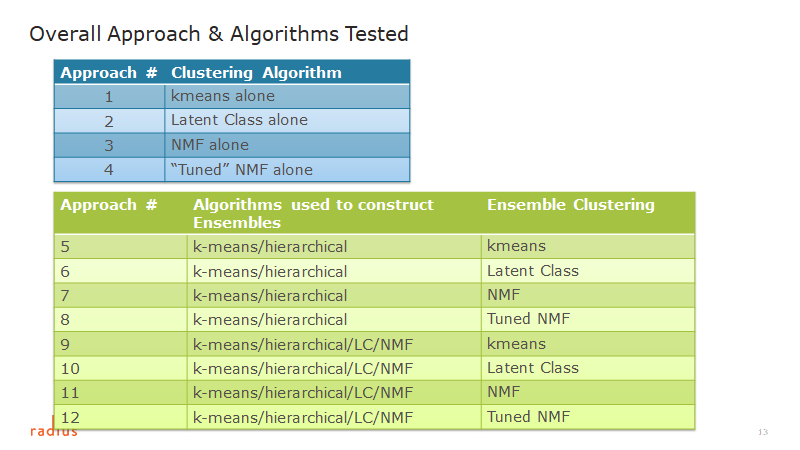 Overall Approach & Algorithms Tested
Approach # Clustering Algorithm
1 kmeans alone
2 Latent Class alone
3 NMF alone
4 “Tuned” NMF alone
Approach # Algorithms used to construct Ensembles Ensemble Clustering
5 k-means/hierarchical kmeans
6 k-means/hierarchical Latent Class
7 k-means/hierarchical NMF
8 k-means/hierarchical Tuned NMF
9 k-means/hierarchical/LC/NMF kmeans
10 k-means/hierarchical/LC/NMF Latent Class
11 k-means/hierarchical/LC/NMF NMF
12 k-means/hierarchical/LC/NMF Tuned NMF
radius
13